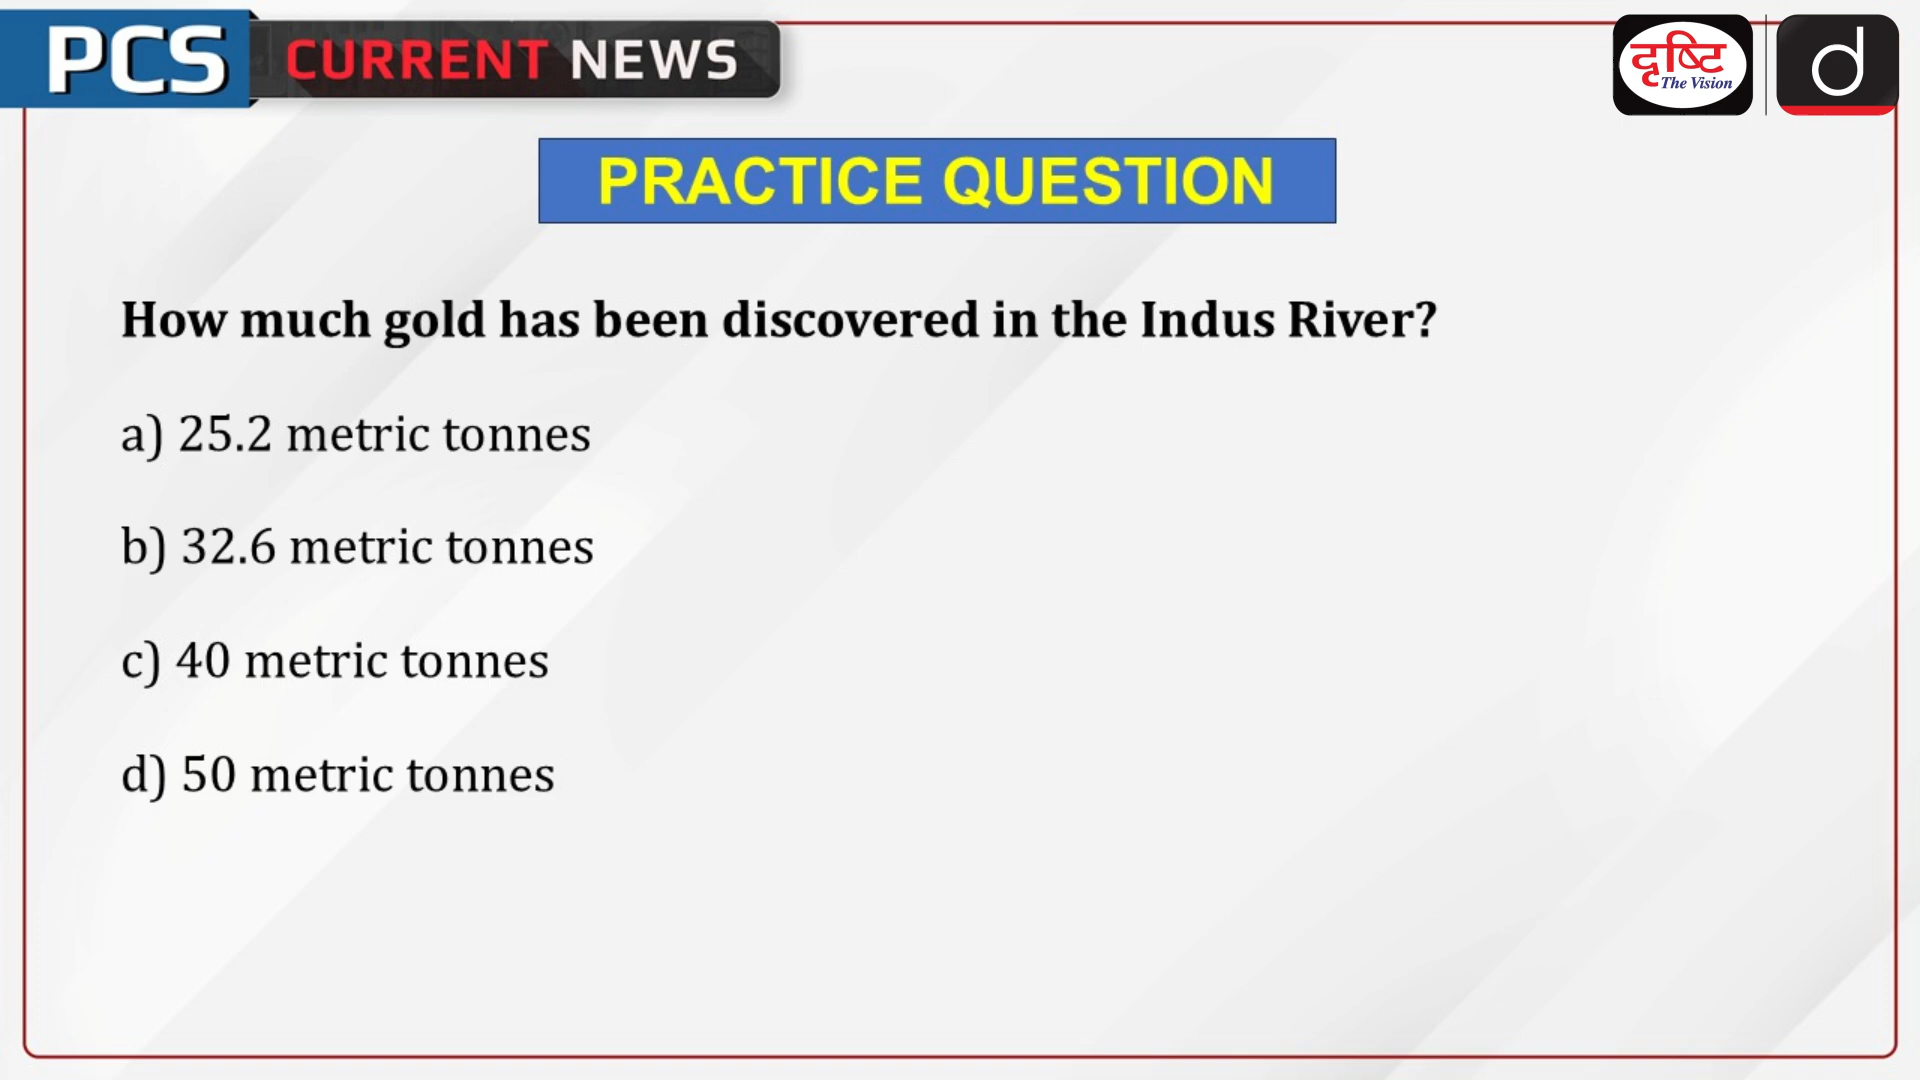 PCS CURRENT NEWS
दृष्टि
The Vision
d
PRACTICE QUESTION
How much gold has been discovered in the Indus River?
a) 25.2 metric tonnes
b) 32.6 metric tonnes
c) 40 metric tonnes
d) 50 metric tonnes